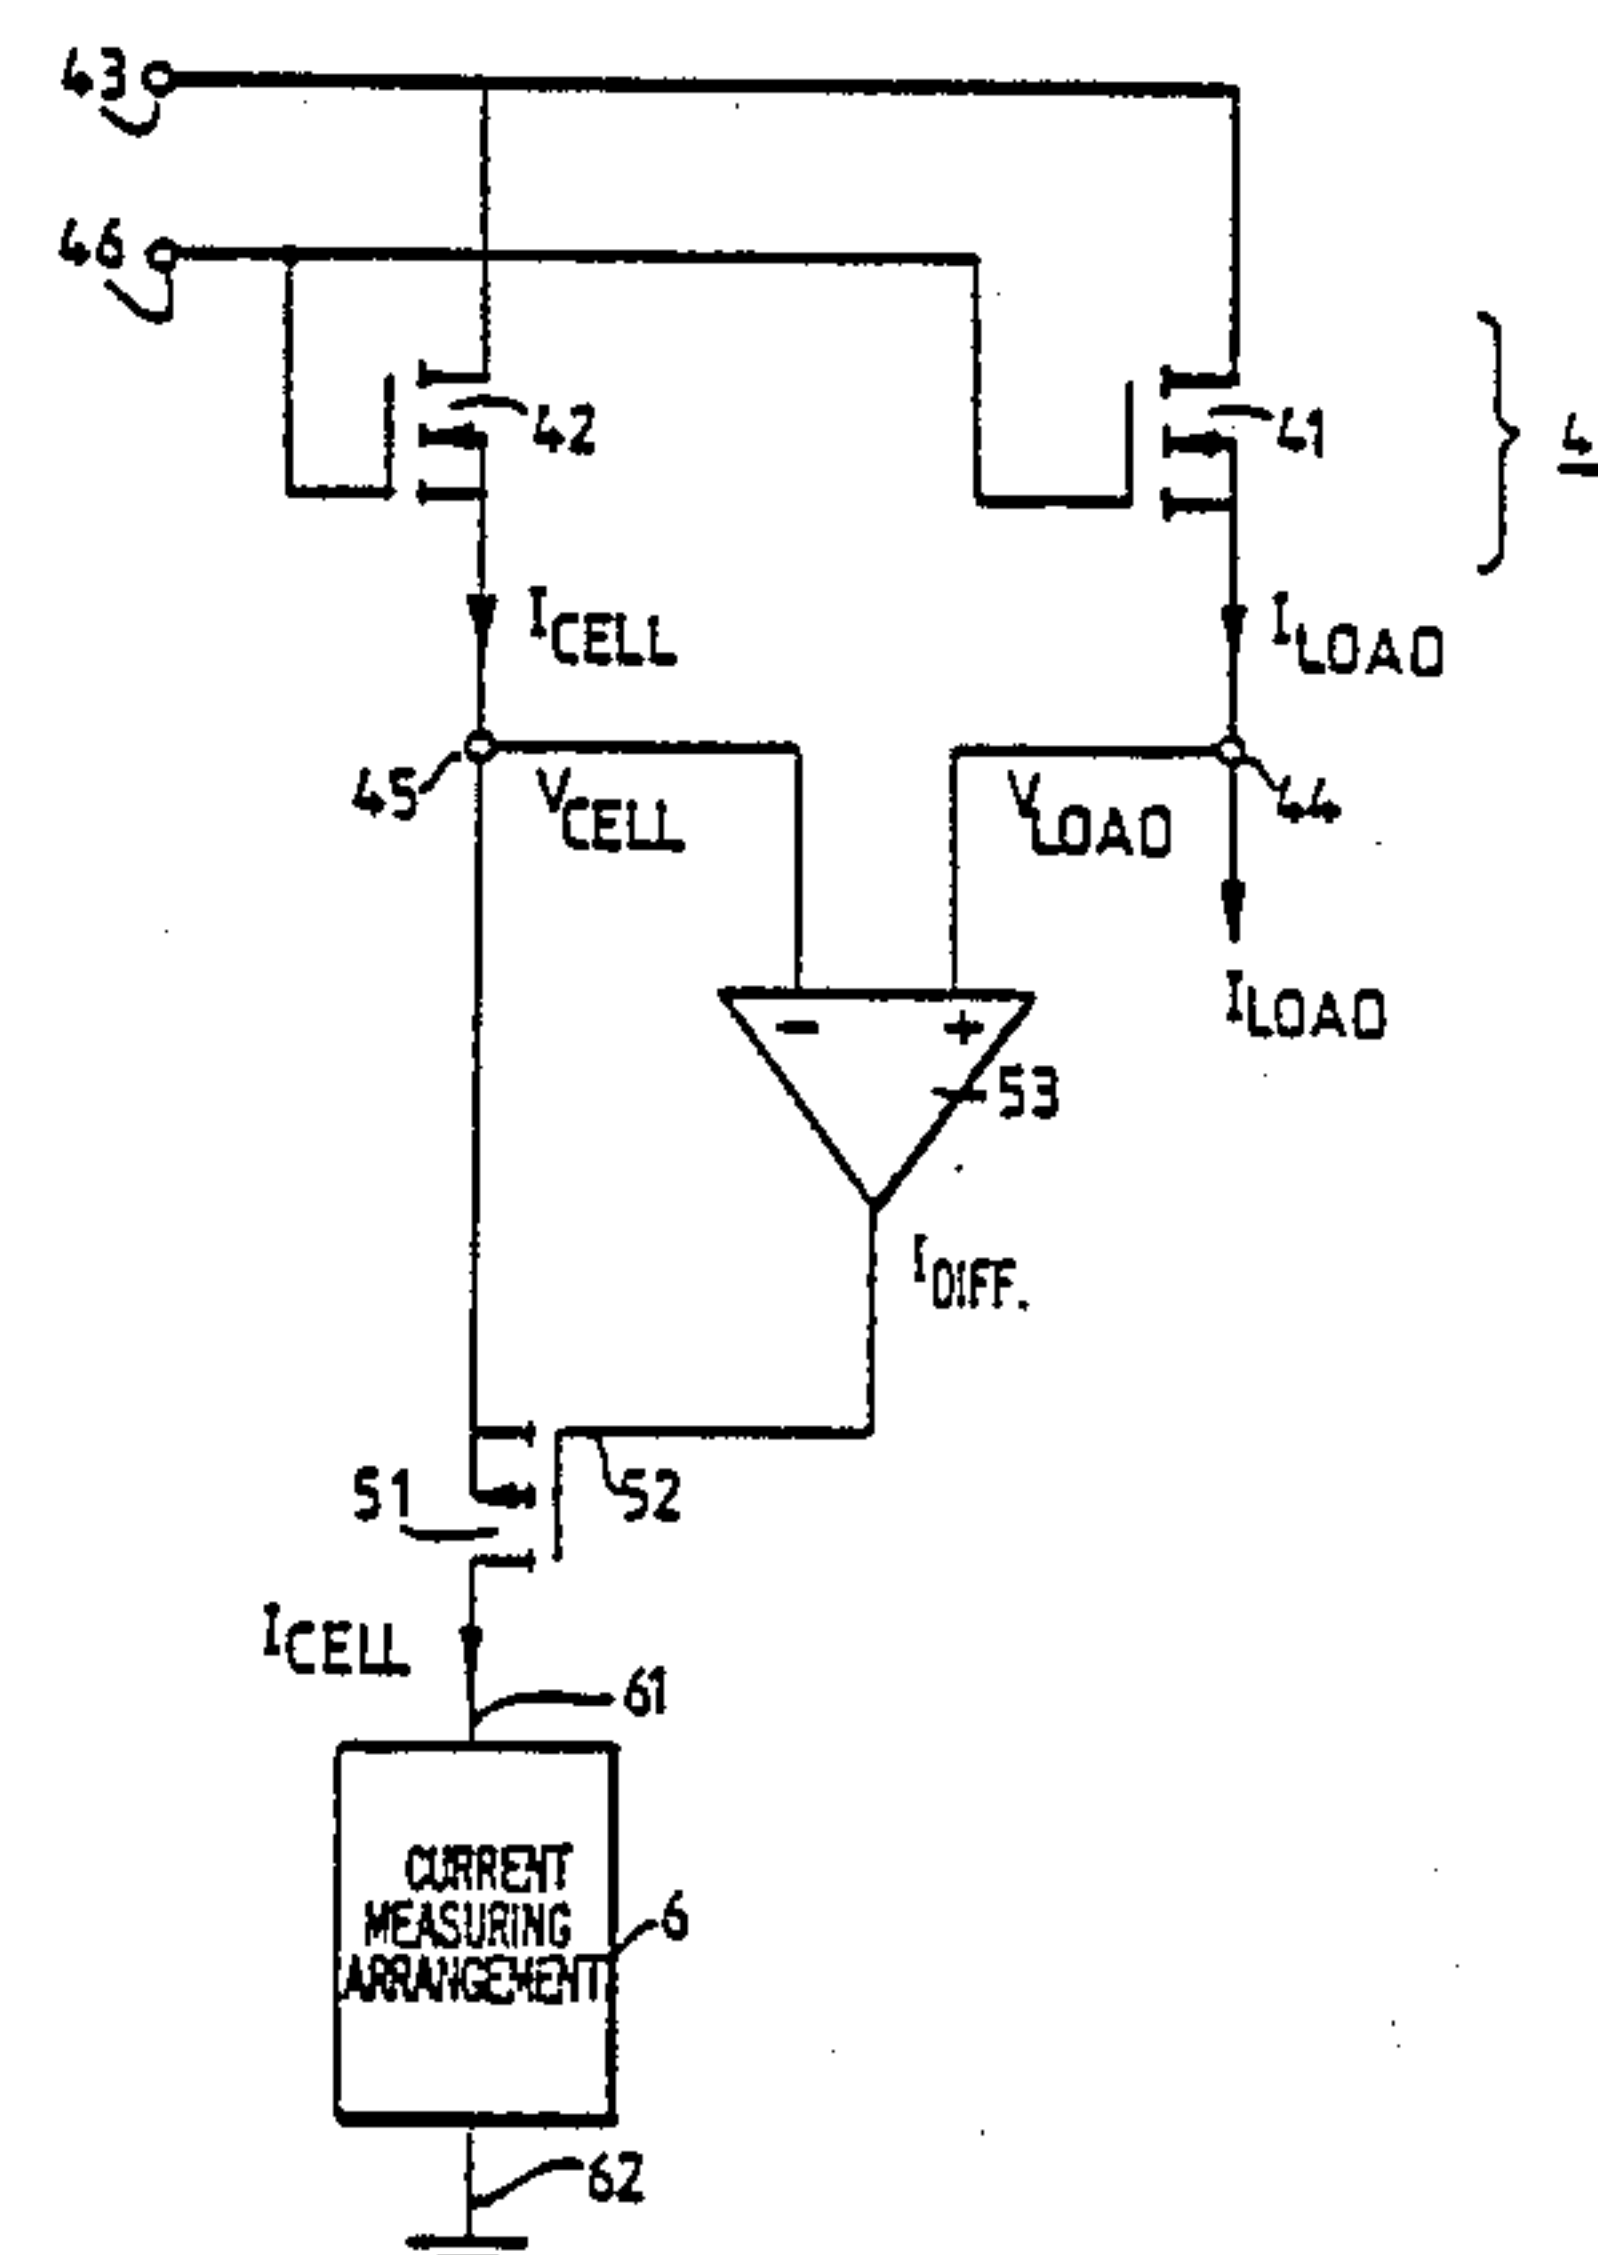 43
46
42
41
4
ICELL
ILOAD
45
VCELL
VLOAD
44
- +
ILOAD
53
IDIFF.
51
52
ICELL
61
CURRENT
MEASURING
ARRANGEMENT
6
62